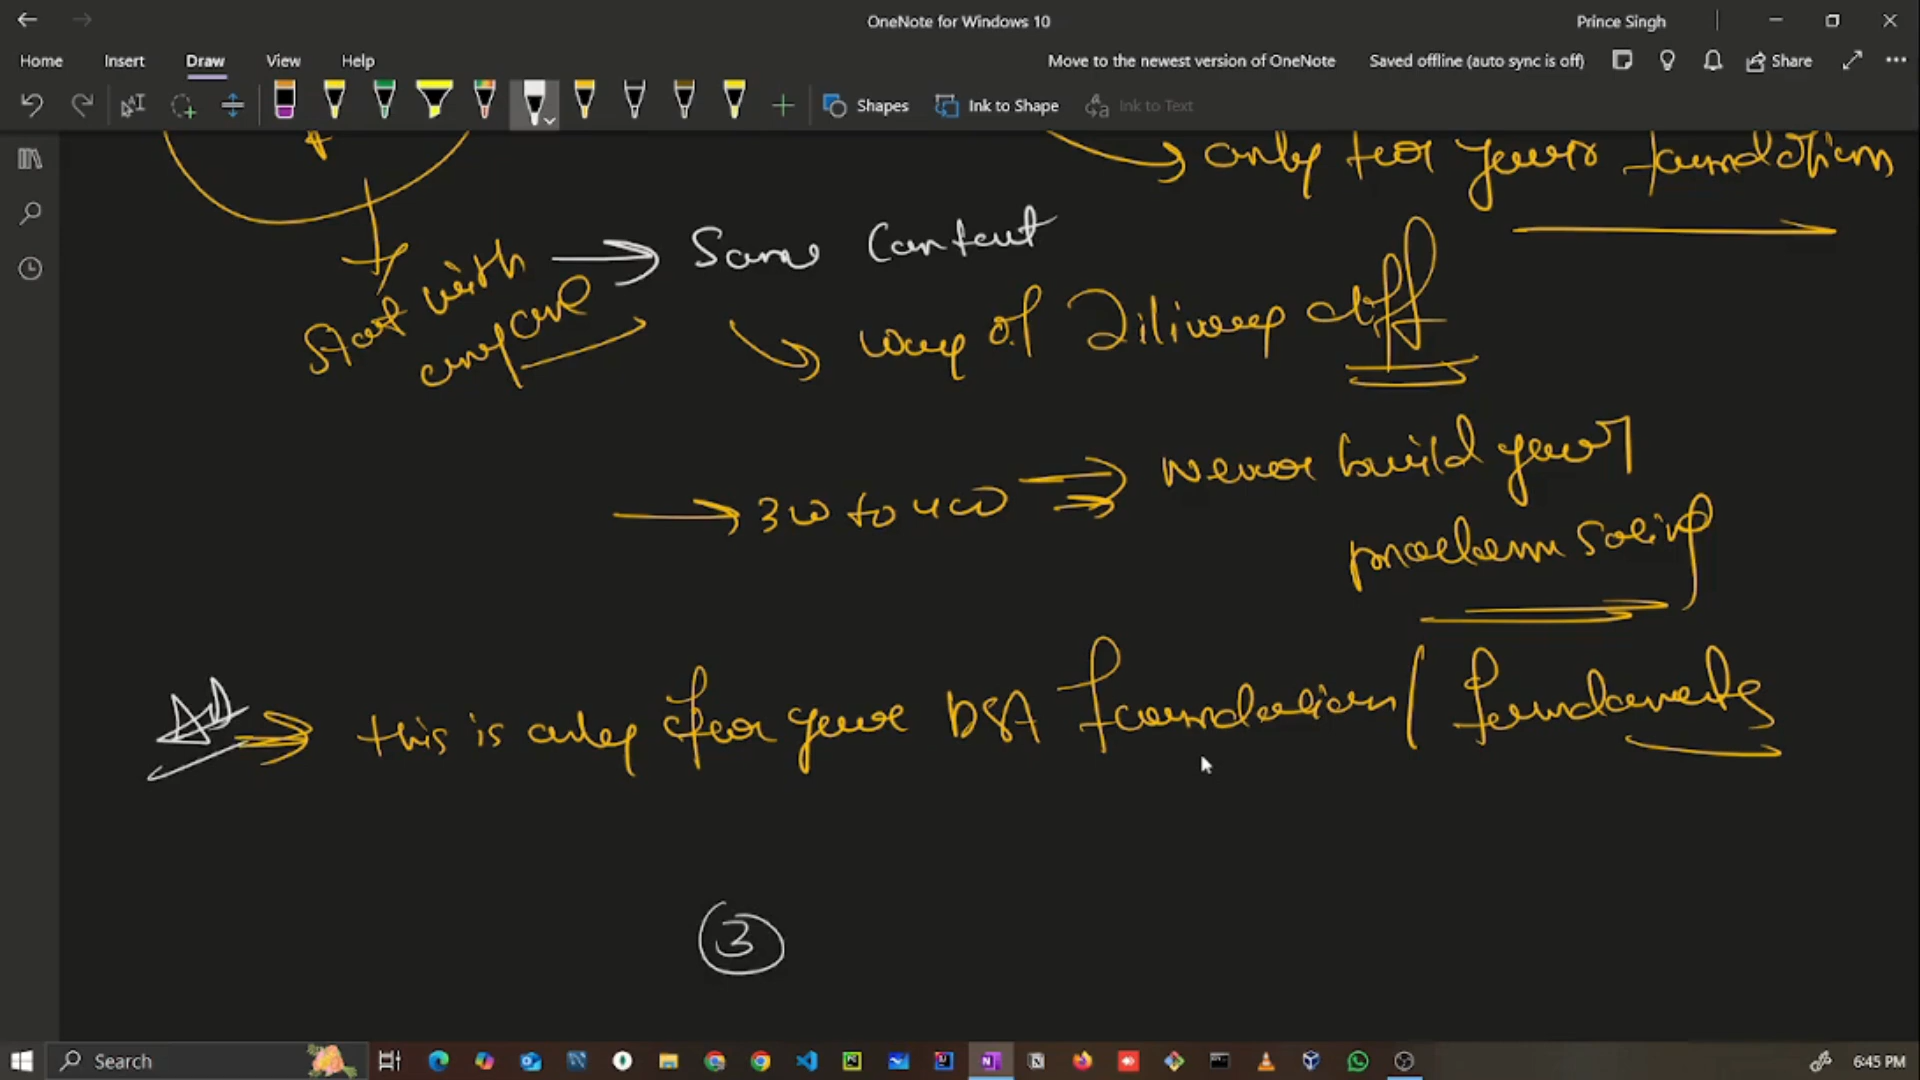 OneNote for Windows 10
Prince Singh
Home Insert Draw View Help
Move to the newest version of OneNote Saved offline (auto sync is off) Share
Shapes Ink to Shape Ink to Text
only for your foundation
Same Content
Start with anyone
way of Dilivery diff
300 to 400
Never build your
problem solving
this is only for your DSA foundation / fundamentals
3
Search
6:45 PM